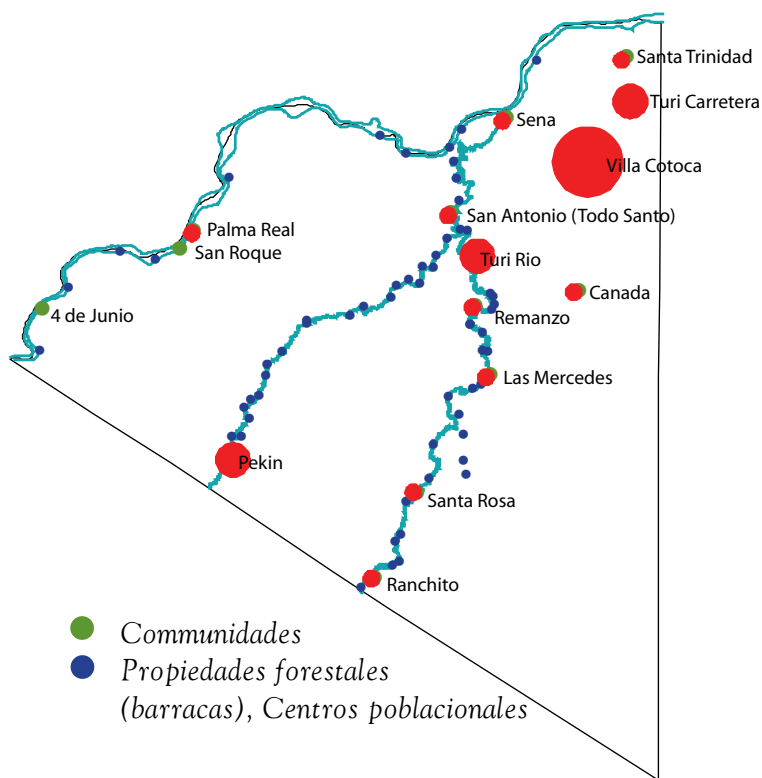 Santa Trinidad
Turi Carretera
Sena
Villa Cotoca
San Antonio (Todo Santo)
Palma Real
San Roque
Turi Rio
Canada
4 de Junio
Remanzo
Las Mercedes
Pekin
Santa Rosa
Ranchito
Communidades
Propiedades forestales
(barracas), Centros poblacionales